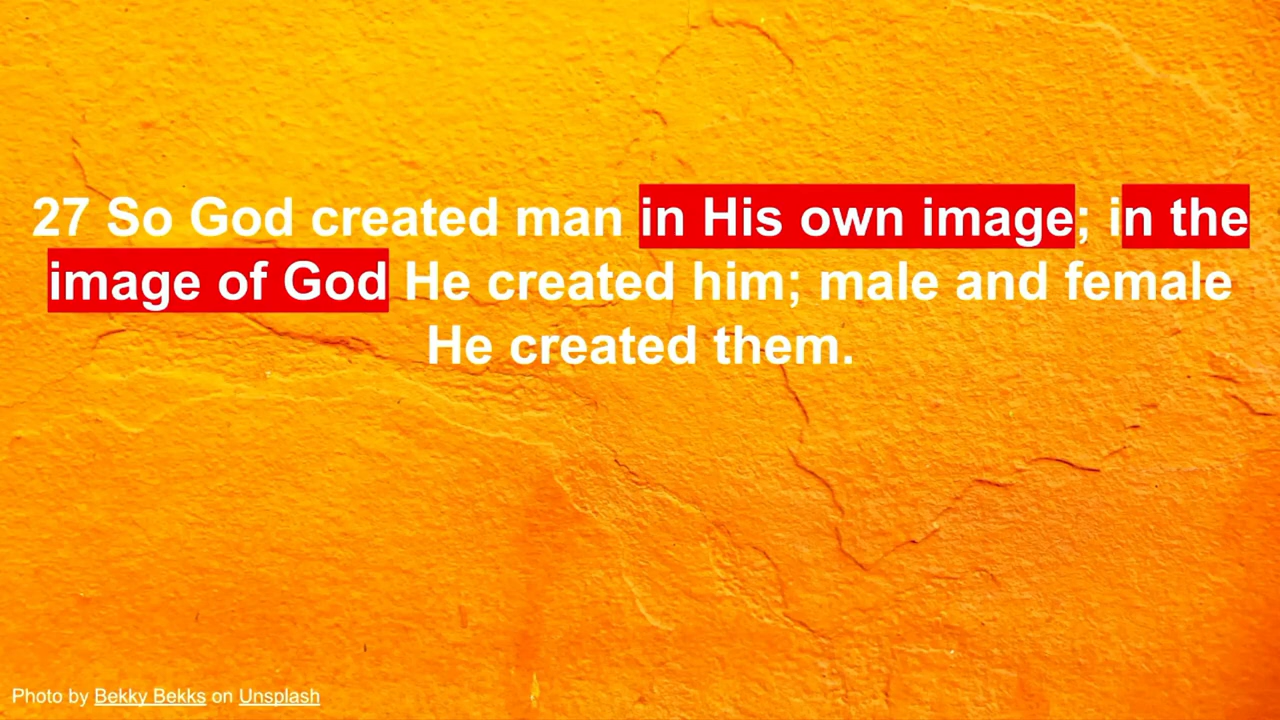 27 So God created man in His own image; in the
image of God He created him; male and female
He created them.
Photo by Bekky Bekks on Unsplash